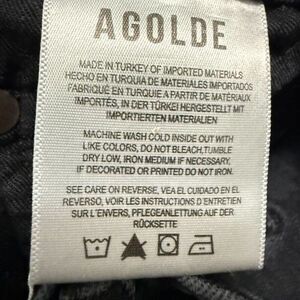 AGOLDE
MADE IN TURKEY OF IMPORTED MATERIALS
HECHO EN TURQUIA DE MATERIALES IMPORTADOS
FABRIQUÉ EN TURQUIE A PARTIR DE MATÉRIAUX
IMPORTÉS, IN DER TÜRKEI HERGESTELLT MIT
IMPORTIERTEN MATERIALIEN
MACHINE WASH COLD INSIDE OUT WITH
LIKE COLORS, DO NOT BLEACH,TUMBLE
DRY LOW, IRON MEDIUM IF NECESSARY,
IF DECORATED OR PRINTED DO NOT IRON.
SEE CARE ON REVERSE, VEA EL CUIDADO EN EL
REVERSO, VOIR LES INSTRUCTIONS D'ENTRETIEN
SUR L'ENVERS, PFLEGEANLEITUNG AUF DER
RÜCKSETTE